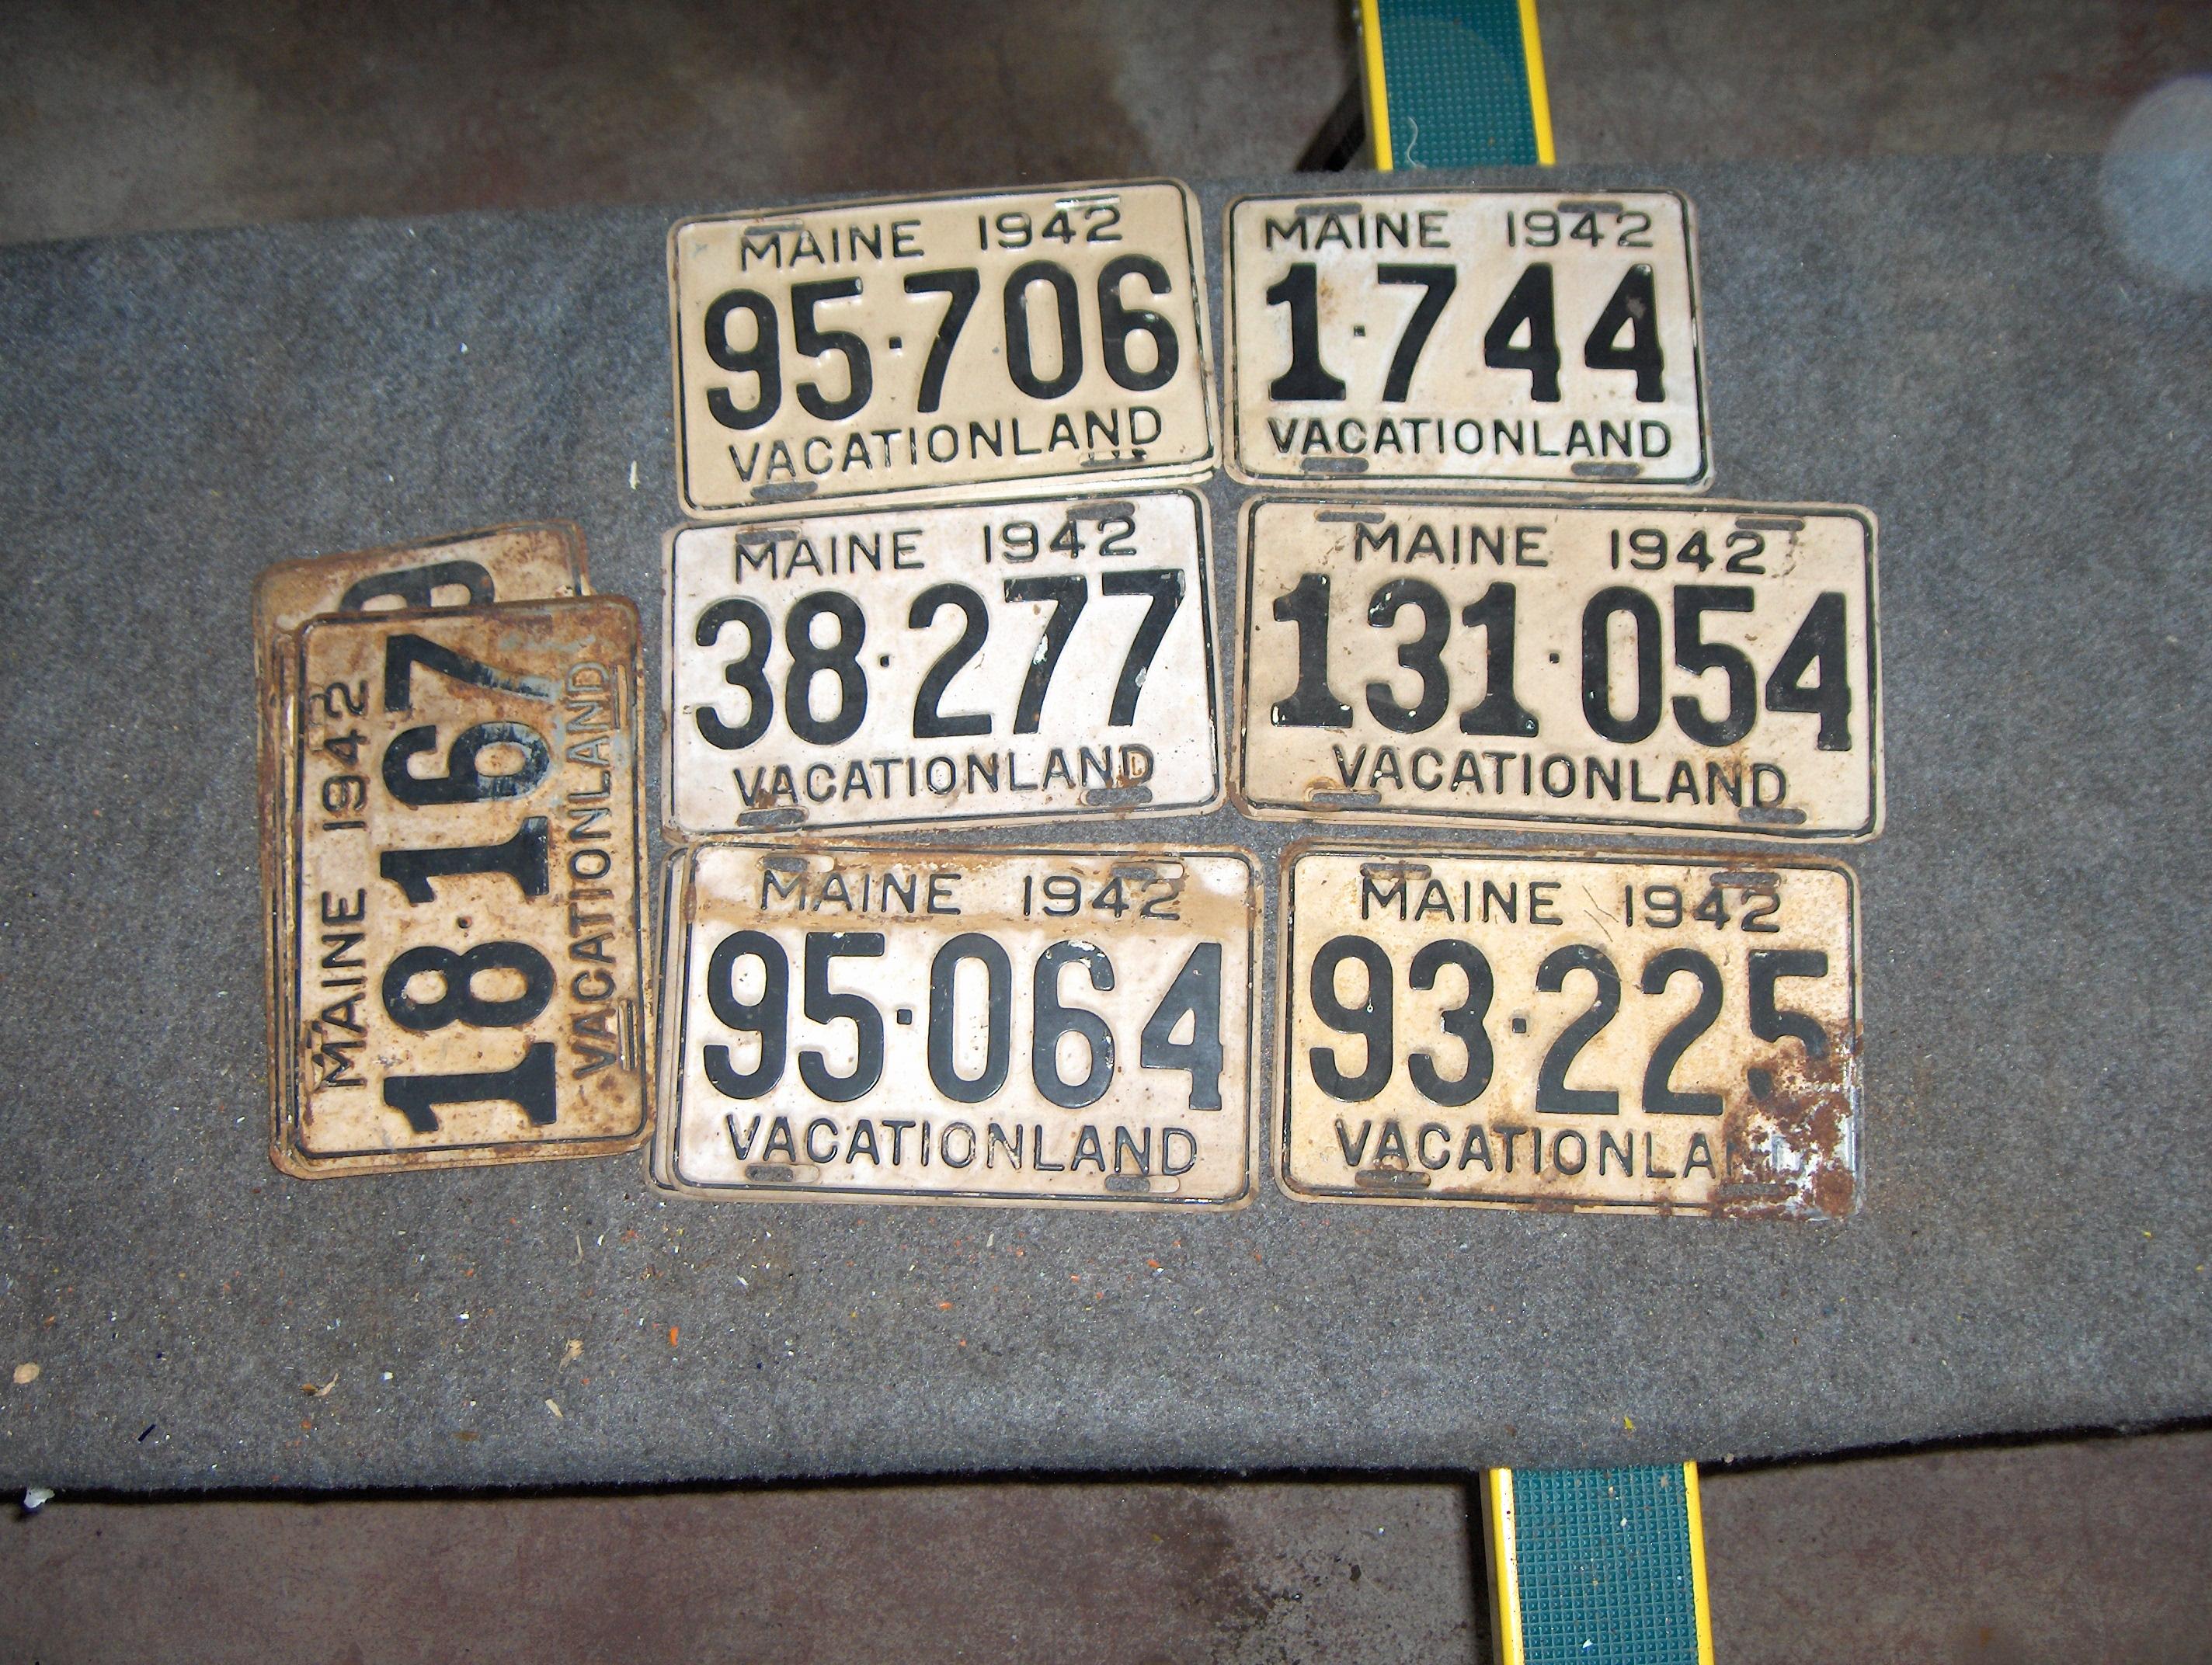 MAINE 1942
95·706
VACATIONLAND
MAINE 1942
1·744
VACATIONLAND
MAINE 1942
38·277
VACATIONLAND
MAINE 1942
131·054
VACATIONLAND
MAINE 1942
18·167
VACATIONLAND
MAINE 1942
95·064
VACATIONLAND
MAINE 1942
93·225
VACATIONLAND